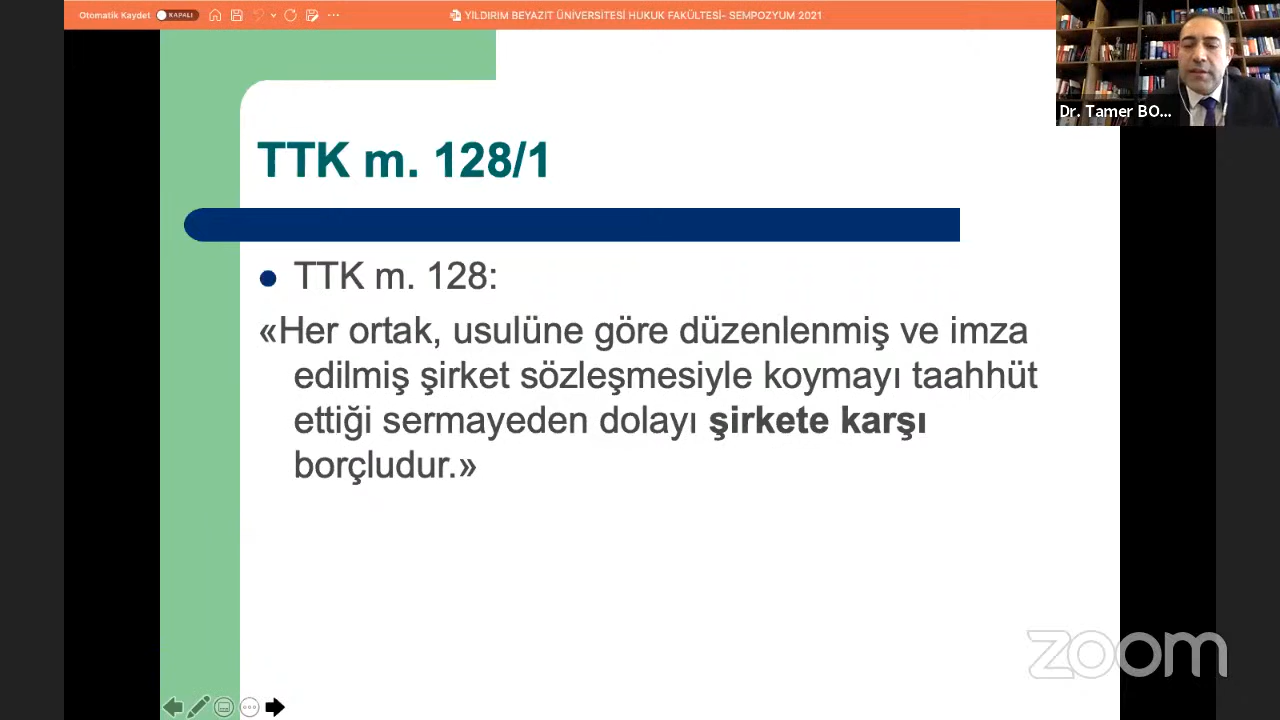 Otomatik Kaydet KAPALI
YILDIRIM BEYAZIT ÜNİVERSİTESİ HUKUK FAKÜLTESİ- SEMPOZYUM 2021
Dr. Tamer BO...
TTK m. 128/1
TTK m. 128:
«Her ortak, usulüne göre düzenlenmiş ve imza
edilmiş şirket sözleşmesiyle koymayı taahhüt
ettiği sermayeden dolayı şirkete karşı
borçludur.»
zoom